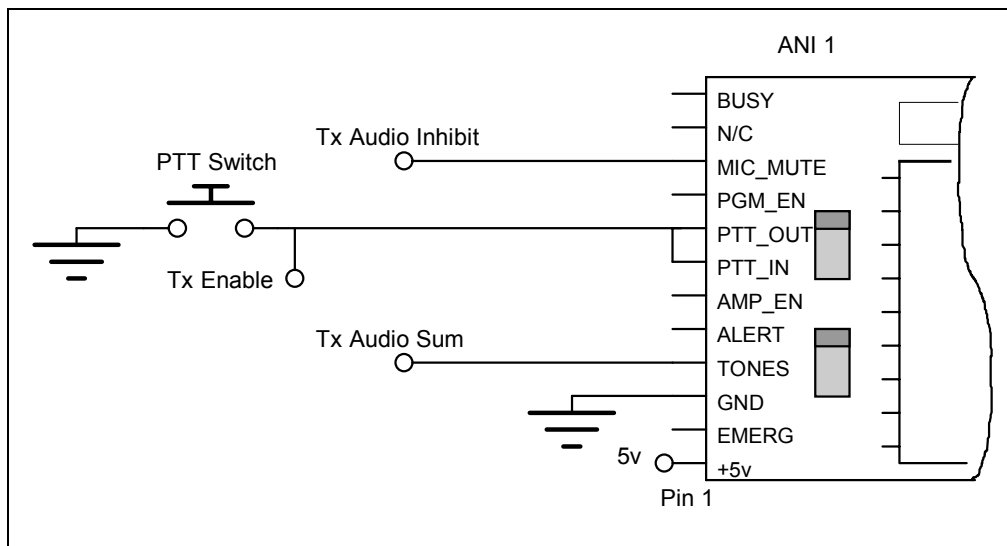 ANI 1
BUSY
N/C
Tx Audio Inhibit
MIC_MUTE
PTT Switch
PGM_EN
PTT_OUT
PTT_IN
Tx Enable
AMP_EN
ALERT
Tx Audio Sum
TONES
GND
EMERG
5v
+5v
Pin 1